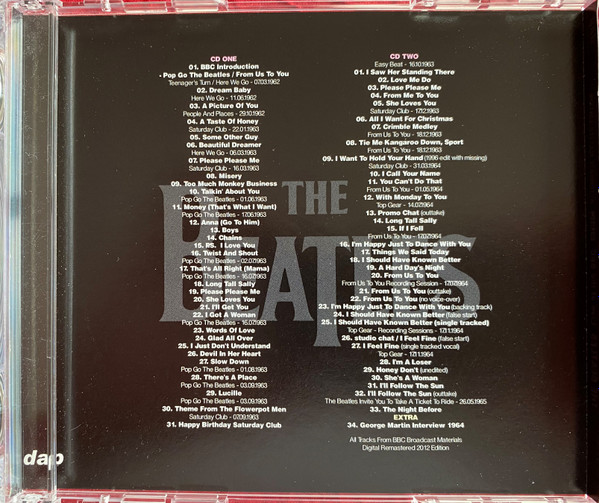 CD ONE
01. BBC Introduction
- Pop Go The Beatles / From Us To You
Teenager's Turn / Here We Go - 07.03.1962
02. Dream Baby
Here We Go - 11.06.1962
03. A Picture Of You
People And Places - 29.10.1962
04. A Taste Of Honey
Saturday Club - 22.01.1963
05. Some Other Guy
06. Beautiful Dreamer
Here We Go - 06.03.1963
07. Please Please Me
Saturday Club - 16.03.1963
08. Misery
09. Too Much Monkey Business
10. Talkin' About You
Pop Go The Beatles - 01.06.1963
11. Money (That's What I Want)
Pop Go The Beatles - 17.06.1963
12. Anna (Go To Him)
13. Boys
14. Chains
15. P.S. I Love You
16. Twist And Shout
Pop Go The Beatles - 02.07.1963
17. That's All Right (Mama)
Pop Go The Beatles - 16.07.1963
18. Long Tall Sally
19. Please Please Me
20. She Loves You
21. I'll Get You
22. I Got A Woman
Pop Go The Beatles - 16.07.1963
23. Words Of Love
24. Glad All Over
25. I Just Don't Understand
26. Devil In Her Heart
27. Slow Down
Pop Go The Beatles - 01.08.1963
28. There's A Place
Pop Go The Beatles - 03.09.1963
29. Lucille
Pop Go The Beatles - 03.09.1963
30. Theme From The Flowerpot Men
Saturday Club - 07.09.1963
31. Happy Birthday Saturday Club
CD TWO
Easy Beat - 16.10.1963
01. I Saw Her Standing There
02. Love Me Do
03. Please Please Me
04. From Me To You
05. She Loves You
Saturday Club - 17.12.1963
06. All I Want For Christmas
07. Crimble Medley
From Us To You - 18.12.1963
08. Tie Me Kangaroo Down, Sport
From Us To You - 18.12.1963
09. I Want To Hold Your Hand (1996 edit with missing)
Saturday Club - 31.03.1964
10. I Call Your Name
11. You Can't Do That
From Us To You - 01.05.1964
12. With Monday To You
Top Gear - 14.07.1964
13. Promo Chat (outtake)
14. Long Tall Sally
15. If I Fell
From Us To You - 17.07.1964
16. I'm Happy Just To Dance With You
17. Things We Said Today
18. I Should Have Known Better
19. A Hard Day's Night
20. From Us To You
From Us To You Recording Session - 17.07.1964
21. From Us To You (outtake)
22. From Us To You (no voice-over)
23. I'm Happy Just To Dance With You (backing track)
24. I Should Have Known Better (false start)
25. I Should Have Known Better (single tracked)
Top Gear - Recording Sessions - 17.11.1964
26. studio chat / I Feel Fine (false start)
27. I Feel Fine (single tracked vocal)
Top Gear - 17.11.1964
28. I'm A Loser
29. Honey Don't (unedited)
30. She's A Woman
31. I'll Follow The Sun
32. I'll Follow The Sun (outtake)
The Beatles Invite You To Take A Ticket To Ride - 26.05.1965
33. The Night Before
EXTRA
34. George Martin Interview 1964
All Tracks From BBC Broadcast Materials
Digital Remastered 2012 Edition
THE
BEATLES
dap